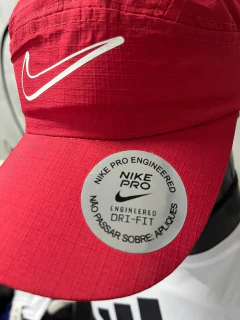 NIKE PRO ENGINEERED
NIKE
PRO
ENGINEERED
DRI-FIT
NÃO PASSAR SOBRE: APLIQUES